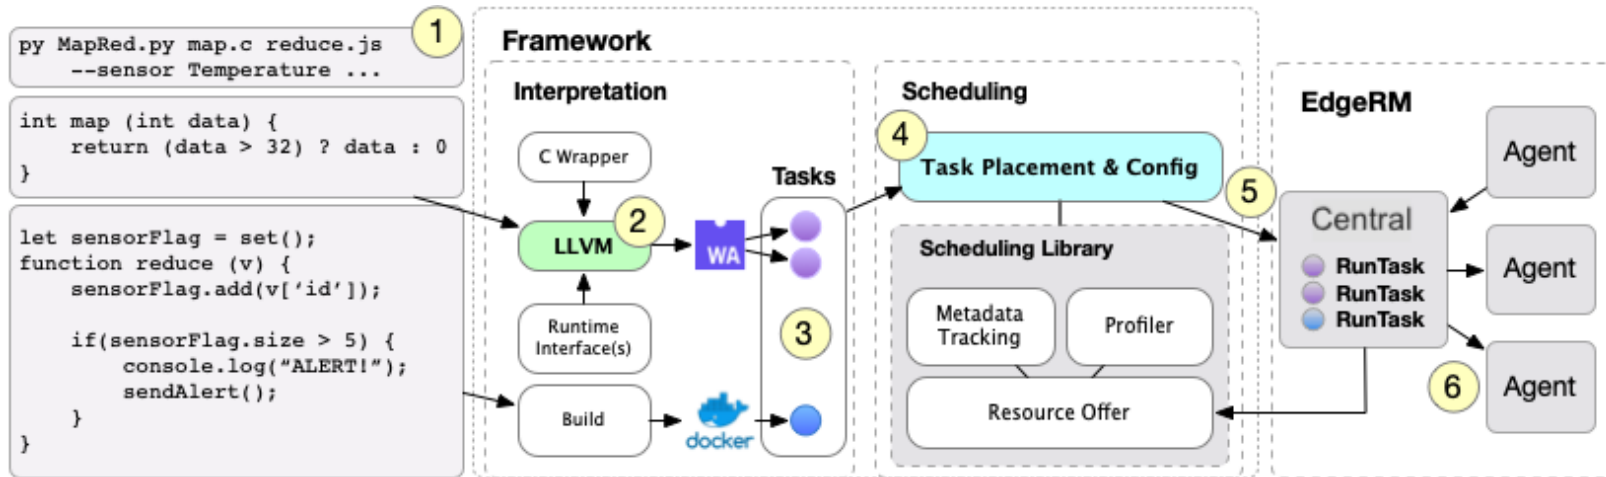 1
py MapRed.py map.c reduce.js
--sensor Temperature ...
int map (int data) {
return (data > 32) ? data : 0
}
let sensorFlag = set();
function reduce (v) {
sensorFlag.add(v[‘id’]);
if(sensorFlag.size > 5) {
console.log(“ALERT!”);
sendAlert();
}
}
Framework
Interpretation
C Wrapper
2
LLVM
WA
Runtime
Interface(s)
Build
docker
Tasks
3
Scheduling
4
Task Placement & Config
Scheduling Library
Metadata
Tracking
Profiler
Resource Offer
5
EdgeRM
Central
RunTask
RunTask
RunTask
Agent
Agent
6
Agent